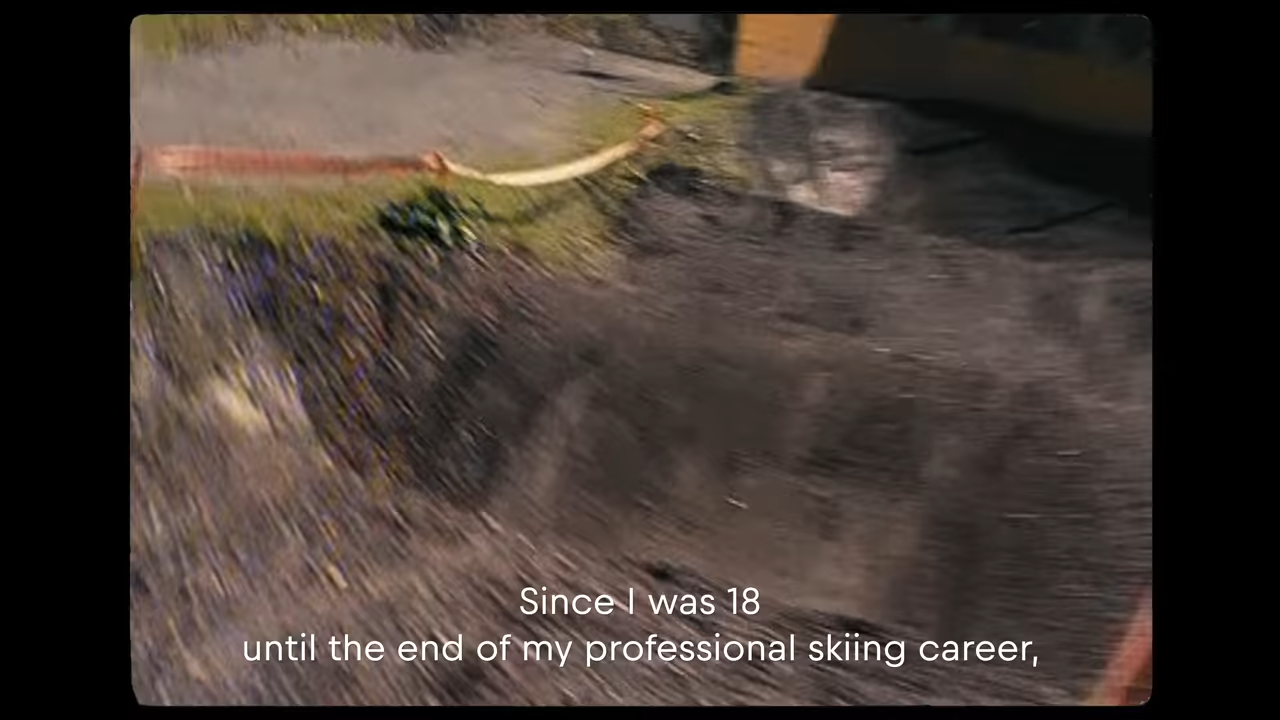 Since I was 18
until the end of my professional skiing career,